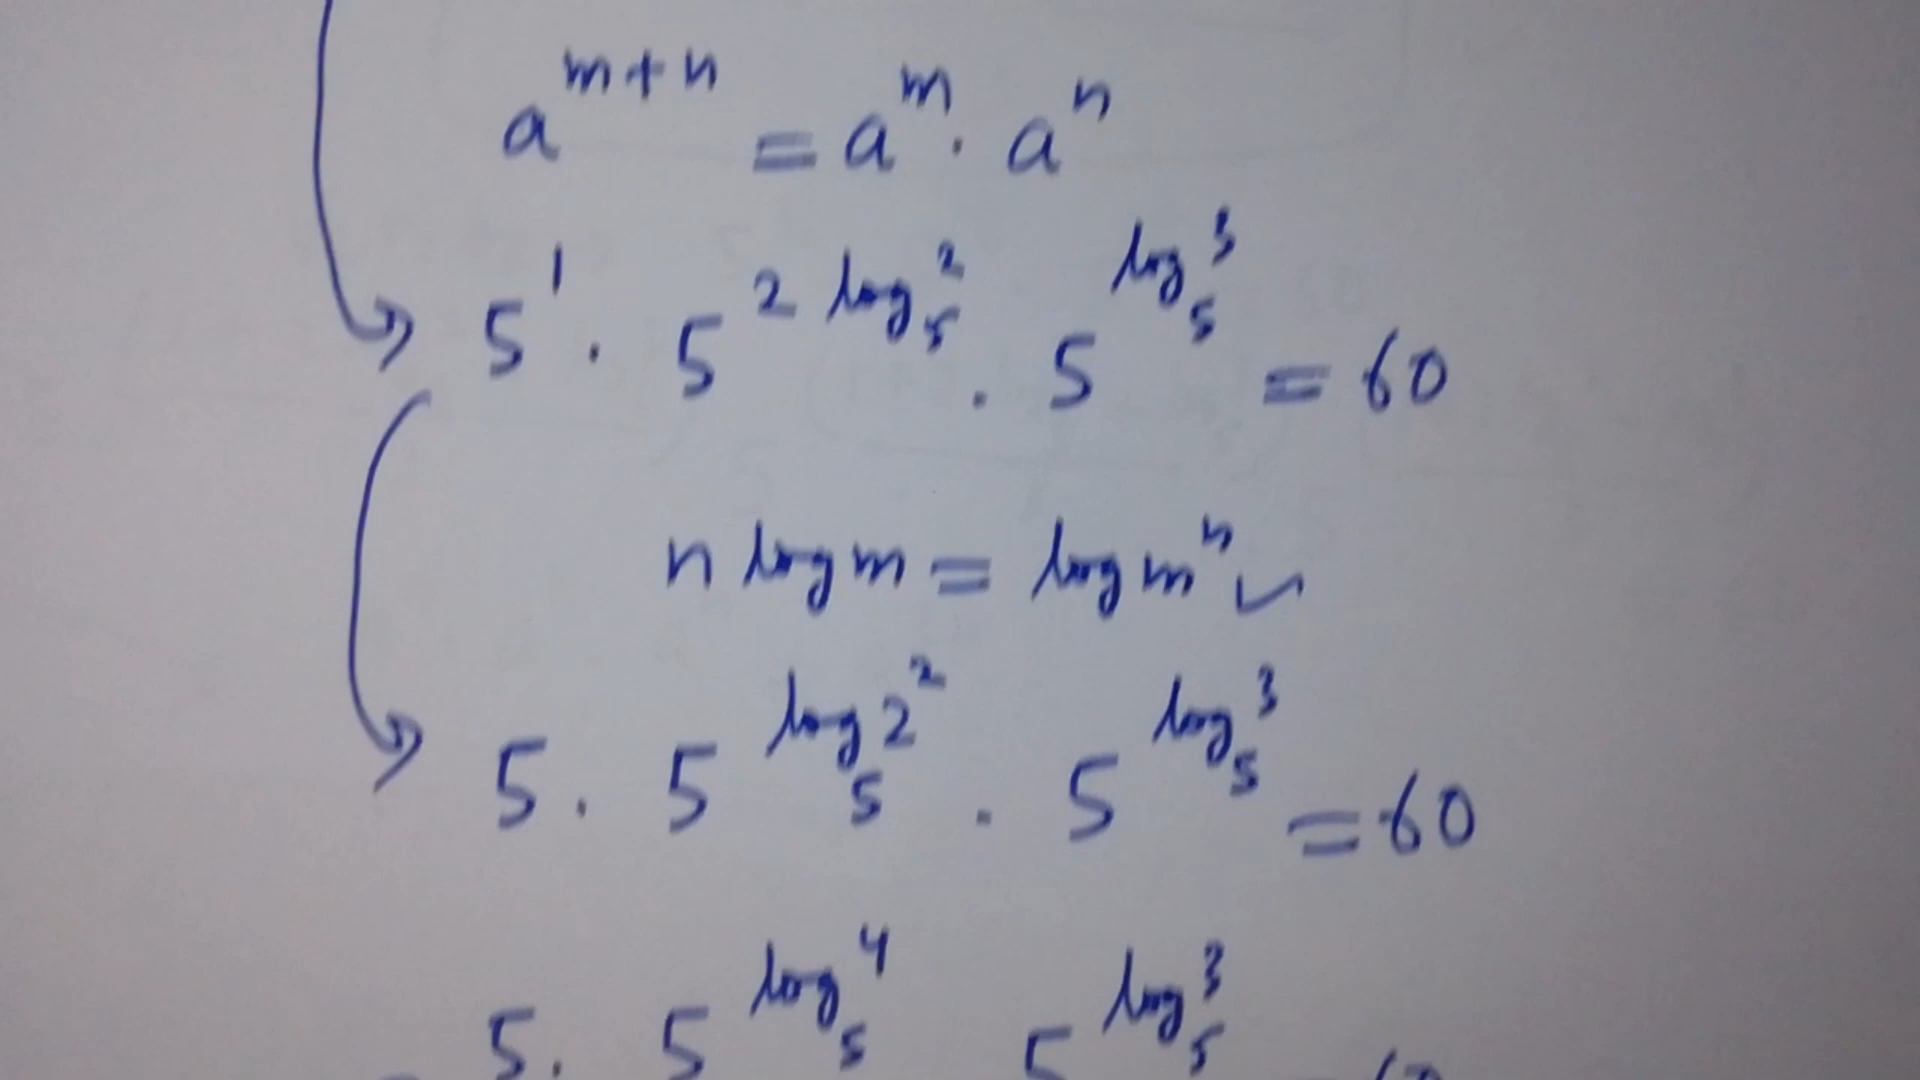 a^{m+n} = a^m · a^n
5^1 · 5^{2 log_5 2} · 5^{log_5 3} = 60
n log m = log m^n ✓
5 · 5^{log_5 2^2} · 5^{log_5 3} = 60
5 . 5^{log_5 4} 5^{log_5 3} 60